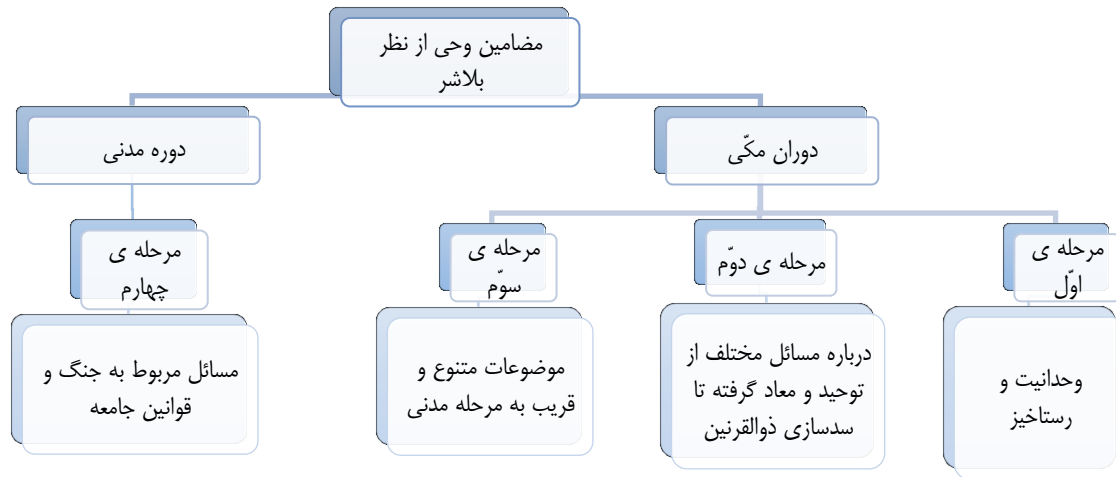 مضامین وحی از نظر
بلاشر
دوران مکّی
دوره مدنی
مرحله ی
اوّل
مرحله ی دوّم
مرحله ی
سوّم
مرحله ی
چهارم
وحدانیت و
رستاخیز
درباره مسائل مختلف از
توحید و معاد گرفته تا
سدسازی ذوالقرنین
موضوعات متنوع و
قریب به مرحله مدنی
مسائل مربوط به جنگ و
قوانین جامعه